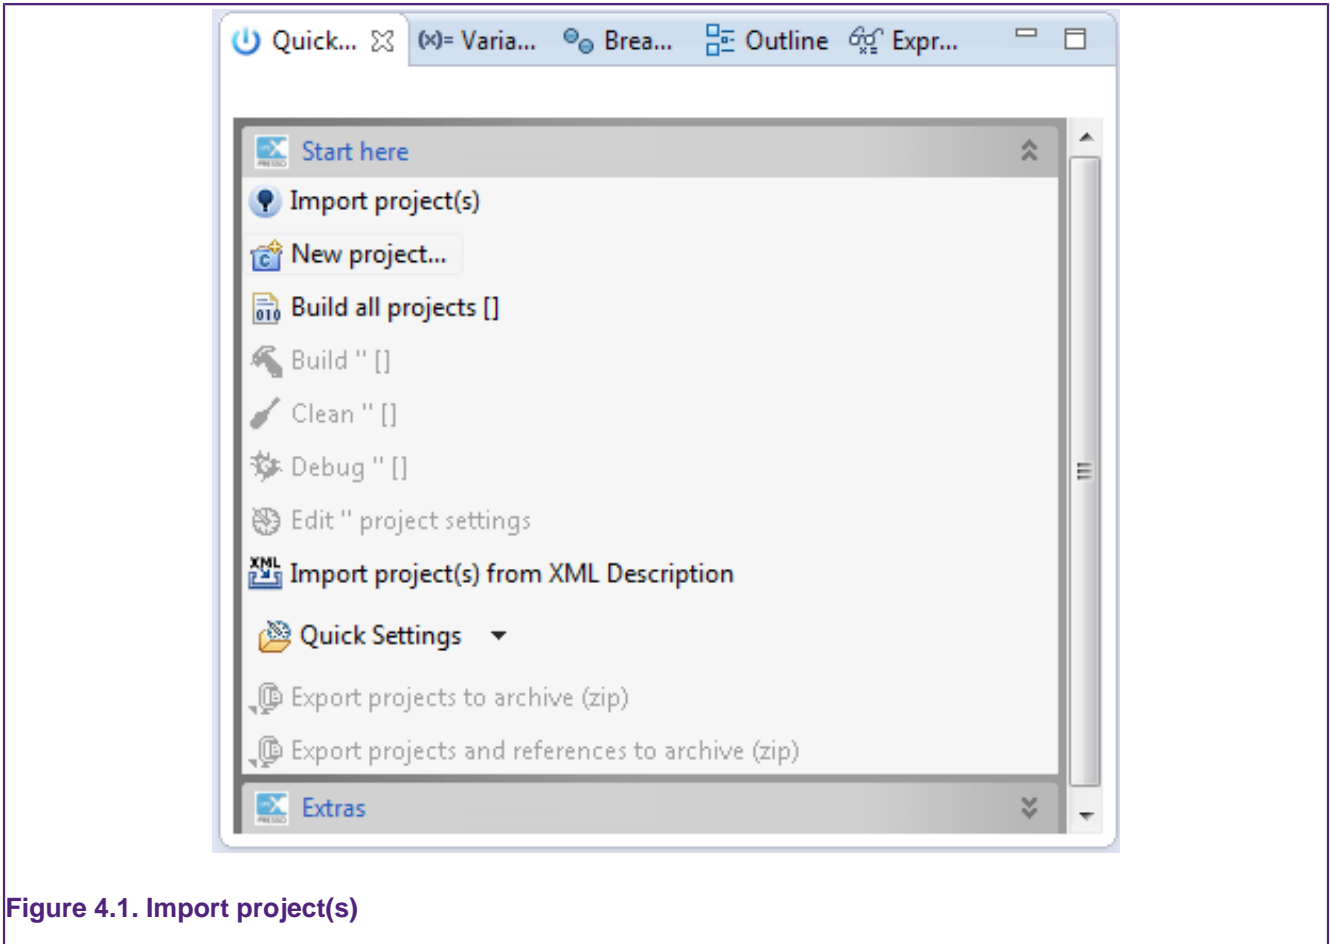 Quick... (x)= Varia... Brea... Outline Expr...
Start here
Import project(s)
New project...
Build all projects []
Build '' []
Clean '' []
Debug '' []
Edit '' project settings
XML Import project(s) from XML Description
Quick Settings
Export projects to archive (zip)
Export projects and references to archive (zip)
Extras
Figure 4.1. Import project(s)